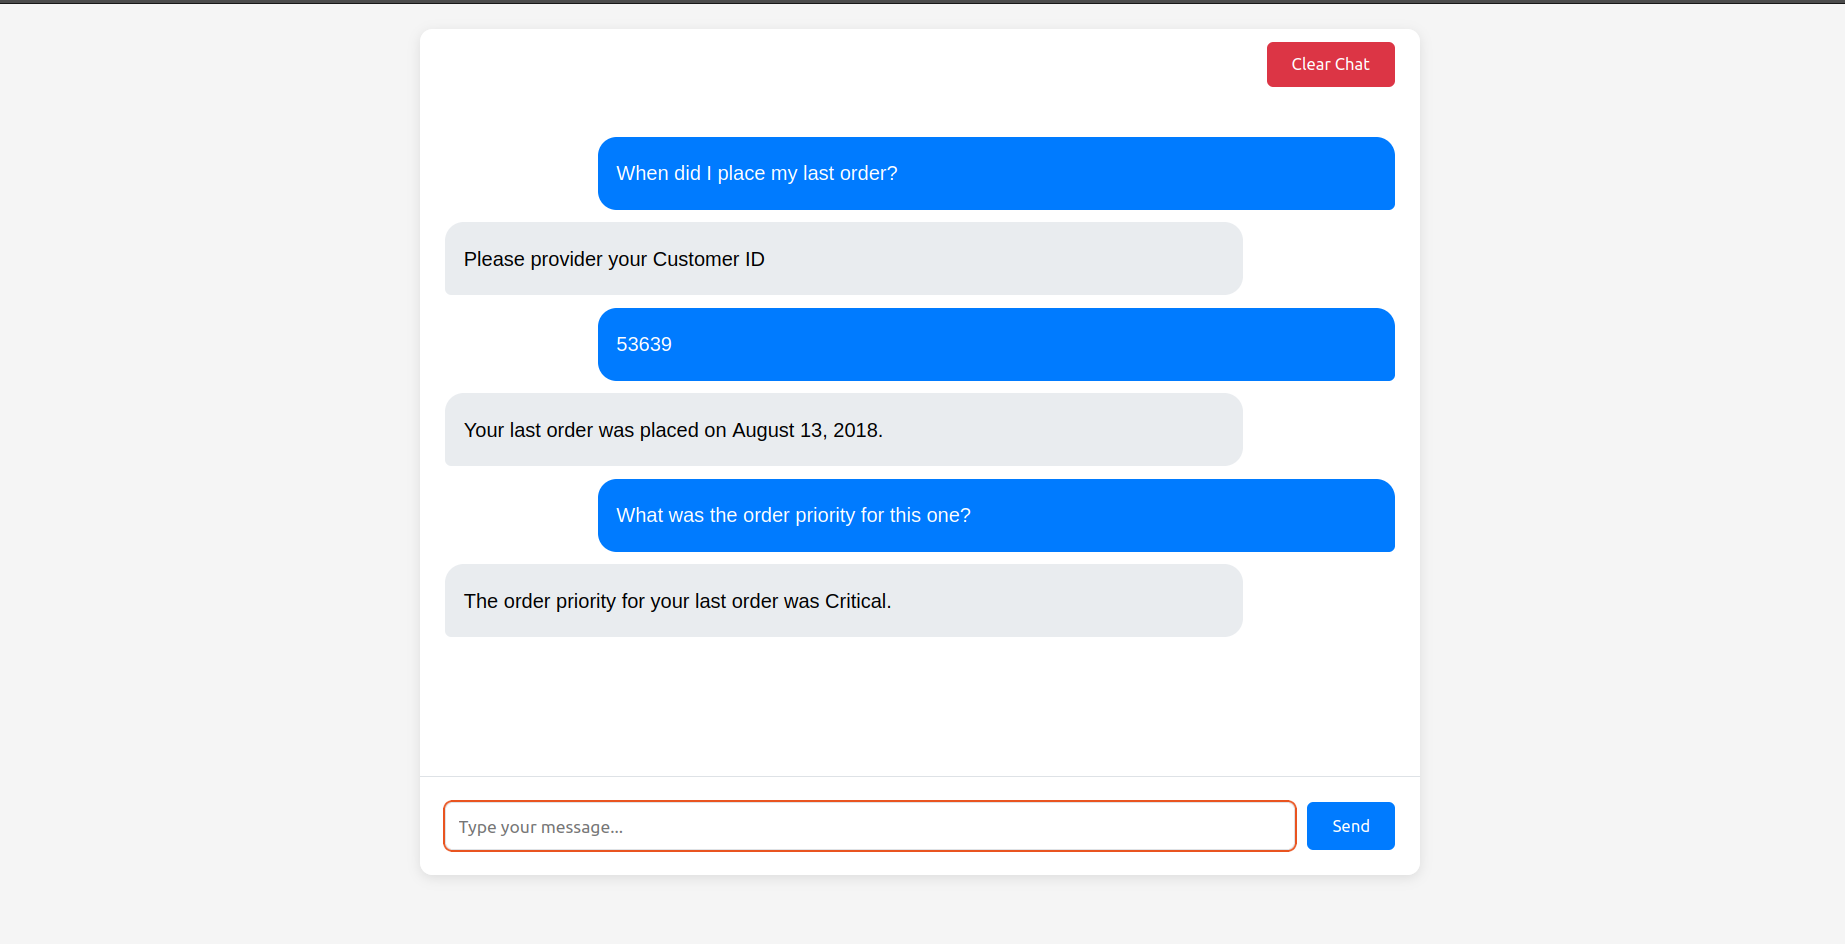 Clear Chat
When did I place my last order?
Please provider your Customer ID
53639
Your last order was placed on August 13, 2018.
What was the order priority for this one?
The order priority for your last order was Critical.
Type your message...
Send